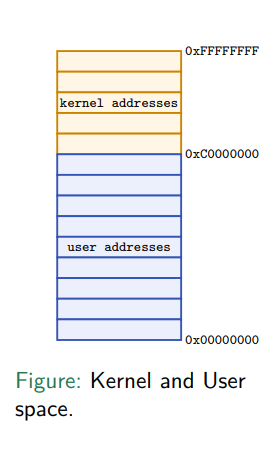 0xFFFFFFFF
kernel addresses
0xC0000000
user addresses
0x00000000
Figure: Kernel and User
space.